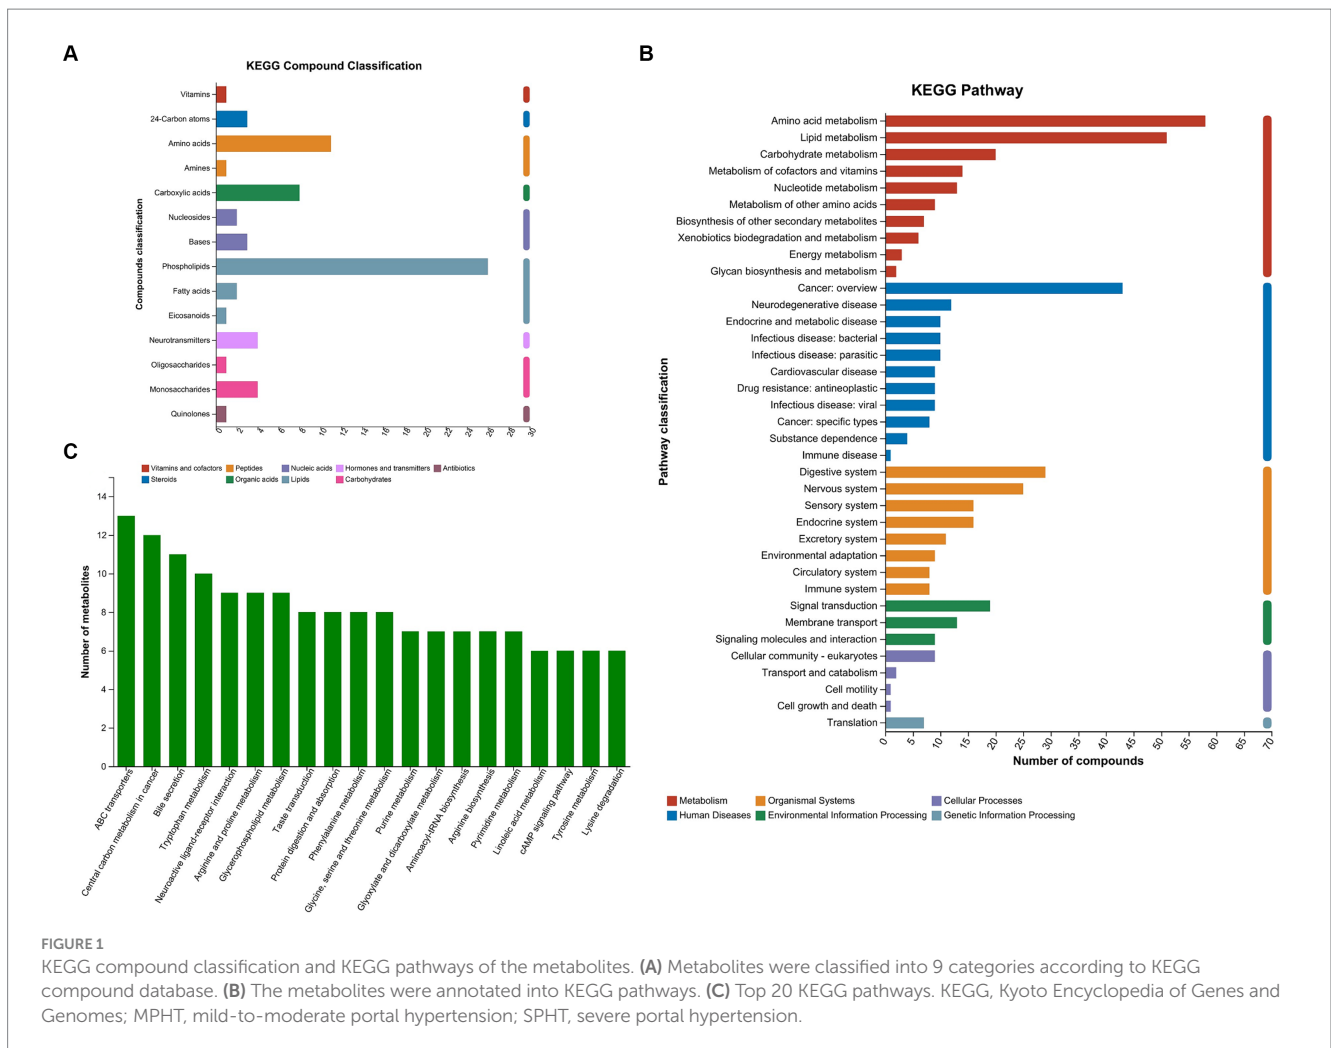 A
KEGG Compound Classification
Compounds classification
Vitamins
24-Carbon atoms
Amino acids
Amines
Carboxylic acids
Nucleosides
Bases
Phospholipids
Fatty acids
Eicosanoids
Neurotransmitters
Oligosaccharides
Monosaccharides
Quinolones
0 2 4 6 8 10 12 14 16 18 20 22 24 26 28 30
Vitamins and cofactors Peptides Nucleic acids Hormones and transmitters Antibiotics
Steroids Organic acids Lipids Carbohydrates
B
KEGG Pathway
Pathway classification
Amino acid metabolism
Lipid metabolism
Carbohydrate metabolism
Metabolism of cofactors and vitamins
Nucleotide metabolism
Metabolism of other amino acids
Biosynthesis of other secondary metabolites
Xenobiotics biodegradation and metabolism
Energy metabolism
Glycan biosynthesis and metabolism
Cancer: overview
Neurodegenerative disease
Endocrine and metabolic disease
Infectious disease: bacterial
Infectious disease: parasitic
Cardiovascular disease
Drug resistance: antineoplastic
Infectious disease: viral
Cancer: specific types
Substance dependence
Immune disease
Digestive system
Nervous system
Sensory system
Endocrine system
Excretory system
Environmental adaptation
Circulatory system
Immune system
Signal transduction
Membrane transport
Signaling molecules and interaction
Cellular community - eukaryotes
Transport and catabolism
Cell motility
Cell growth and death
Translation
0 5 10 15 20 25 30 35 40 45 50 55 60 65 70
Number of compounds
Metabolism Organismal Systems Cellular Processes
Human Diseases Environmental Information Processing Genetic Information Processing
C
Number of metabolites
14
12
10
8
6
4
2
0
ABC transporters
Central carbon metabolism in cancer
Bile secretion
Tryptophan metabolism
Neuroactive ligand-receptor interaction
Arginine and proline metabolism
Glycerophospholipid metabolism
Taste transduction
Protein digestion and absorption
Phenylalanine metabolism
Glycine, serine and threonine metabolism
Purine metabolism
Glyoxylate and dicarboxylate metabolism
Aminoacyl-tRNA biosynthesis
Arginine biosynthesis
Pyrimidine metabolism
Linoleic acid metabolism
cAMP signaling pathway
Tyrosine metabolism
Lysine degradation
FIGURE 1
KEGG compound classification and KEGG pathways of the metabolites. (A) Metabolites were classified into 9 categories according to KEGG
compound database. (B) The metabolites were annotated into KEGG pathways. (C) Top 20 KEGG pathways. KEGG, Kyoto Encyclopedia of Genes and
Genomes; MPHT, mild-to-moderate portal hypertension; SPHT, severe portal hypertension.